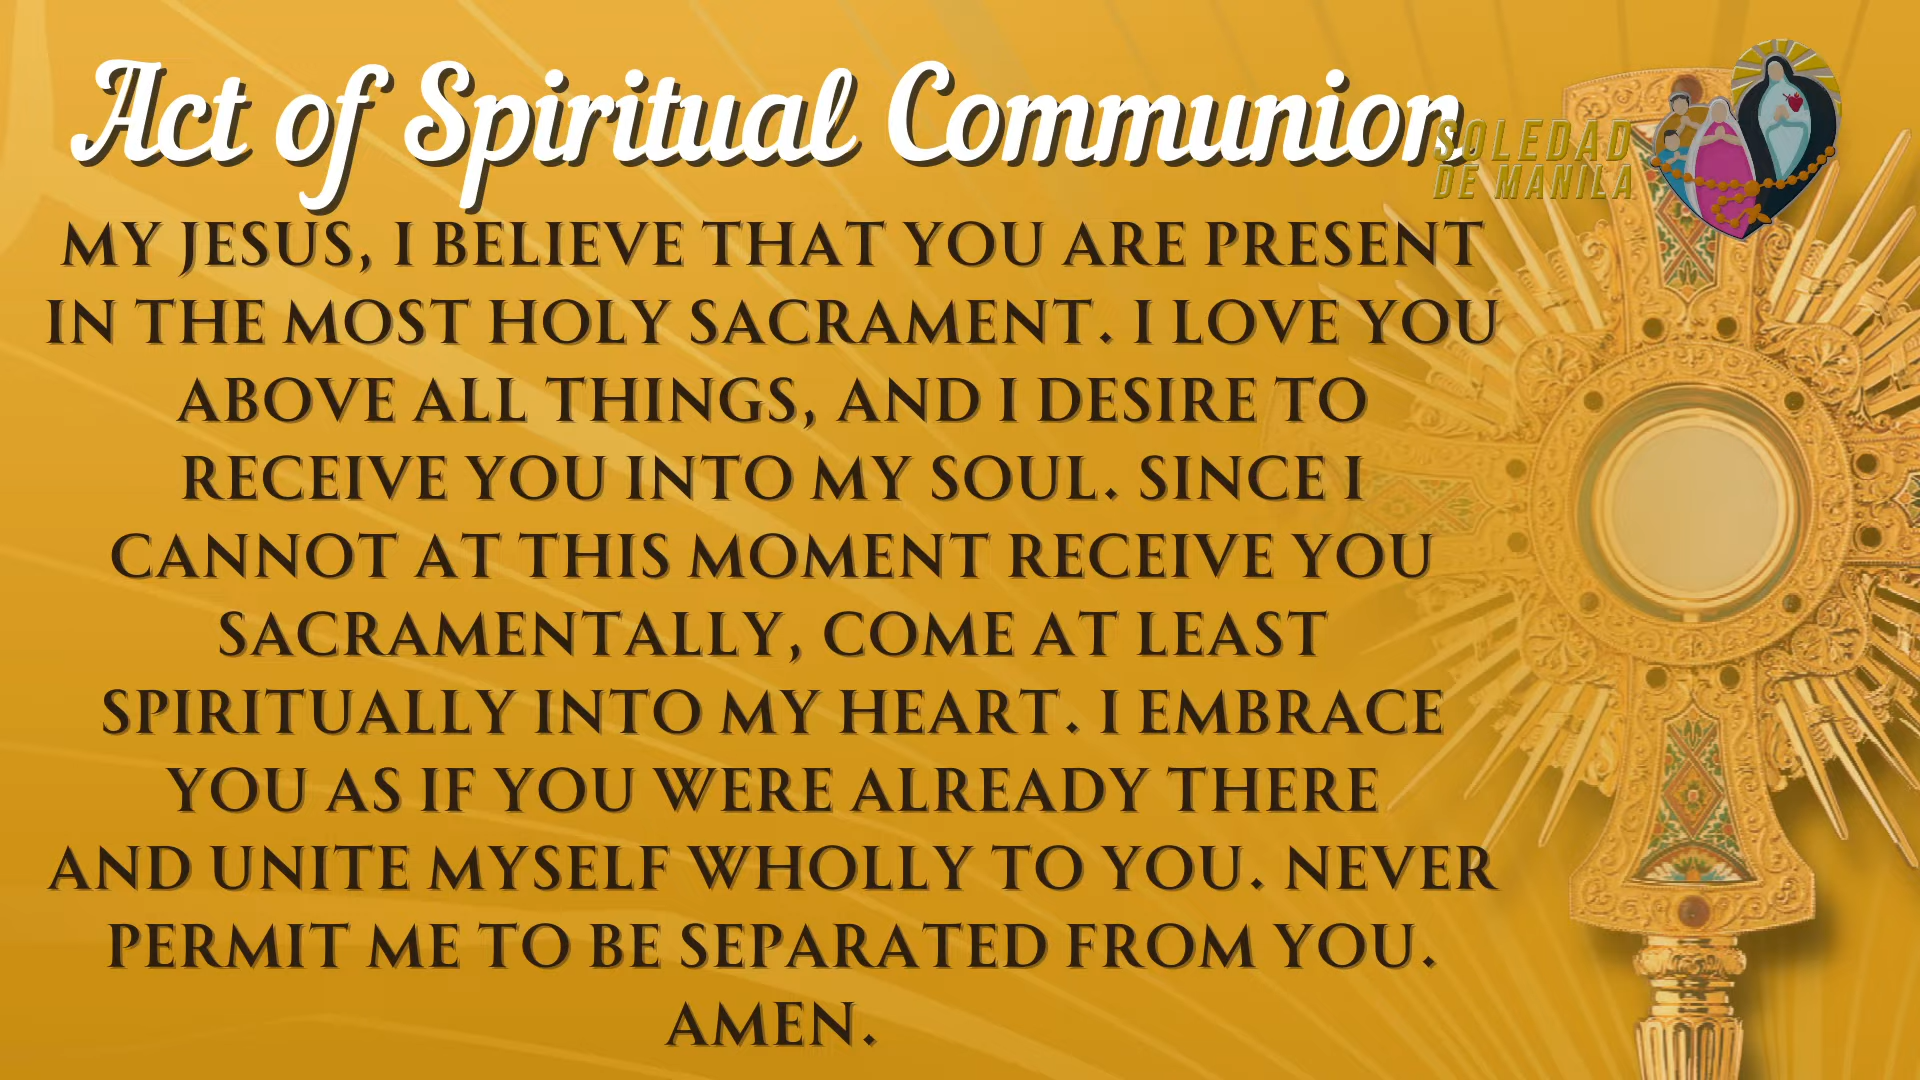 Act of Spiritual Communion
SOLEDAD
DE MANILA
MY JESUS, I BELIEVE THAT YOU ARE PRESENT
IN THE MOST HOLY SACRAMENT. I LOVE YOU
ABOVE ALL THINGS, AND I DESIRE TO
RECEIVE YOU INTO MY SOUL. SINCE I
CANNOT AT THIS MOMENT RECEIVE YOU
SACRAMENTALLY, COME AT LEAST
SPIRITUALLY INTO MY HEART. I EMBRACE
YOU AS IF YOU WERE ALREADY THERE
AND UNITE MYSELF WHOLLY TO YOU. NEVER
PERMIT ME TO BE SEPARATED FROM YOU.
AMEN.